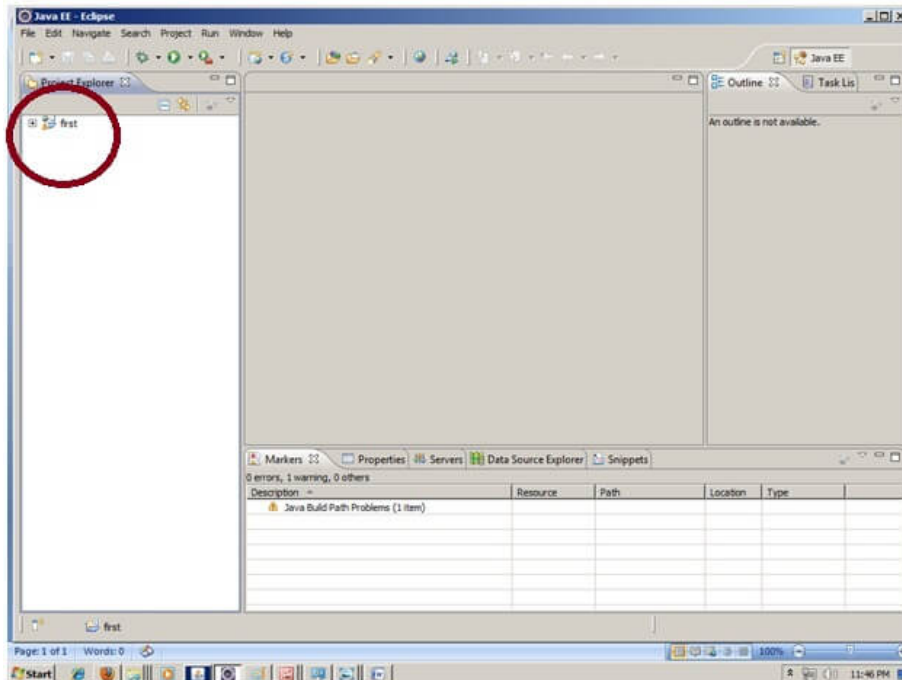 Java EE - Eclipse
File Edit Navigate Search Project Run Window Help
Java EE
Project Explorer
Outline
Task Lis
first
An outline is not available.
Markers
Properties
Servers
Data Source Explorer
Snippets
0 errors, 1 warning, 0 others
Description
Resource
Path
Location
Type
Java Build Path Problems (1 item)
first
Page: 1 of 1
Words: 0
100%
Start
11:46 PM